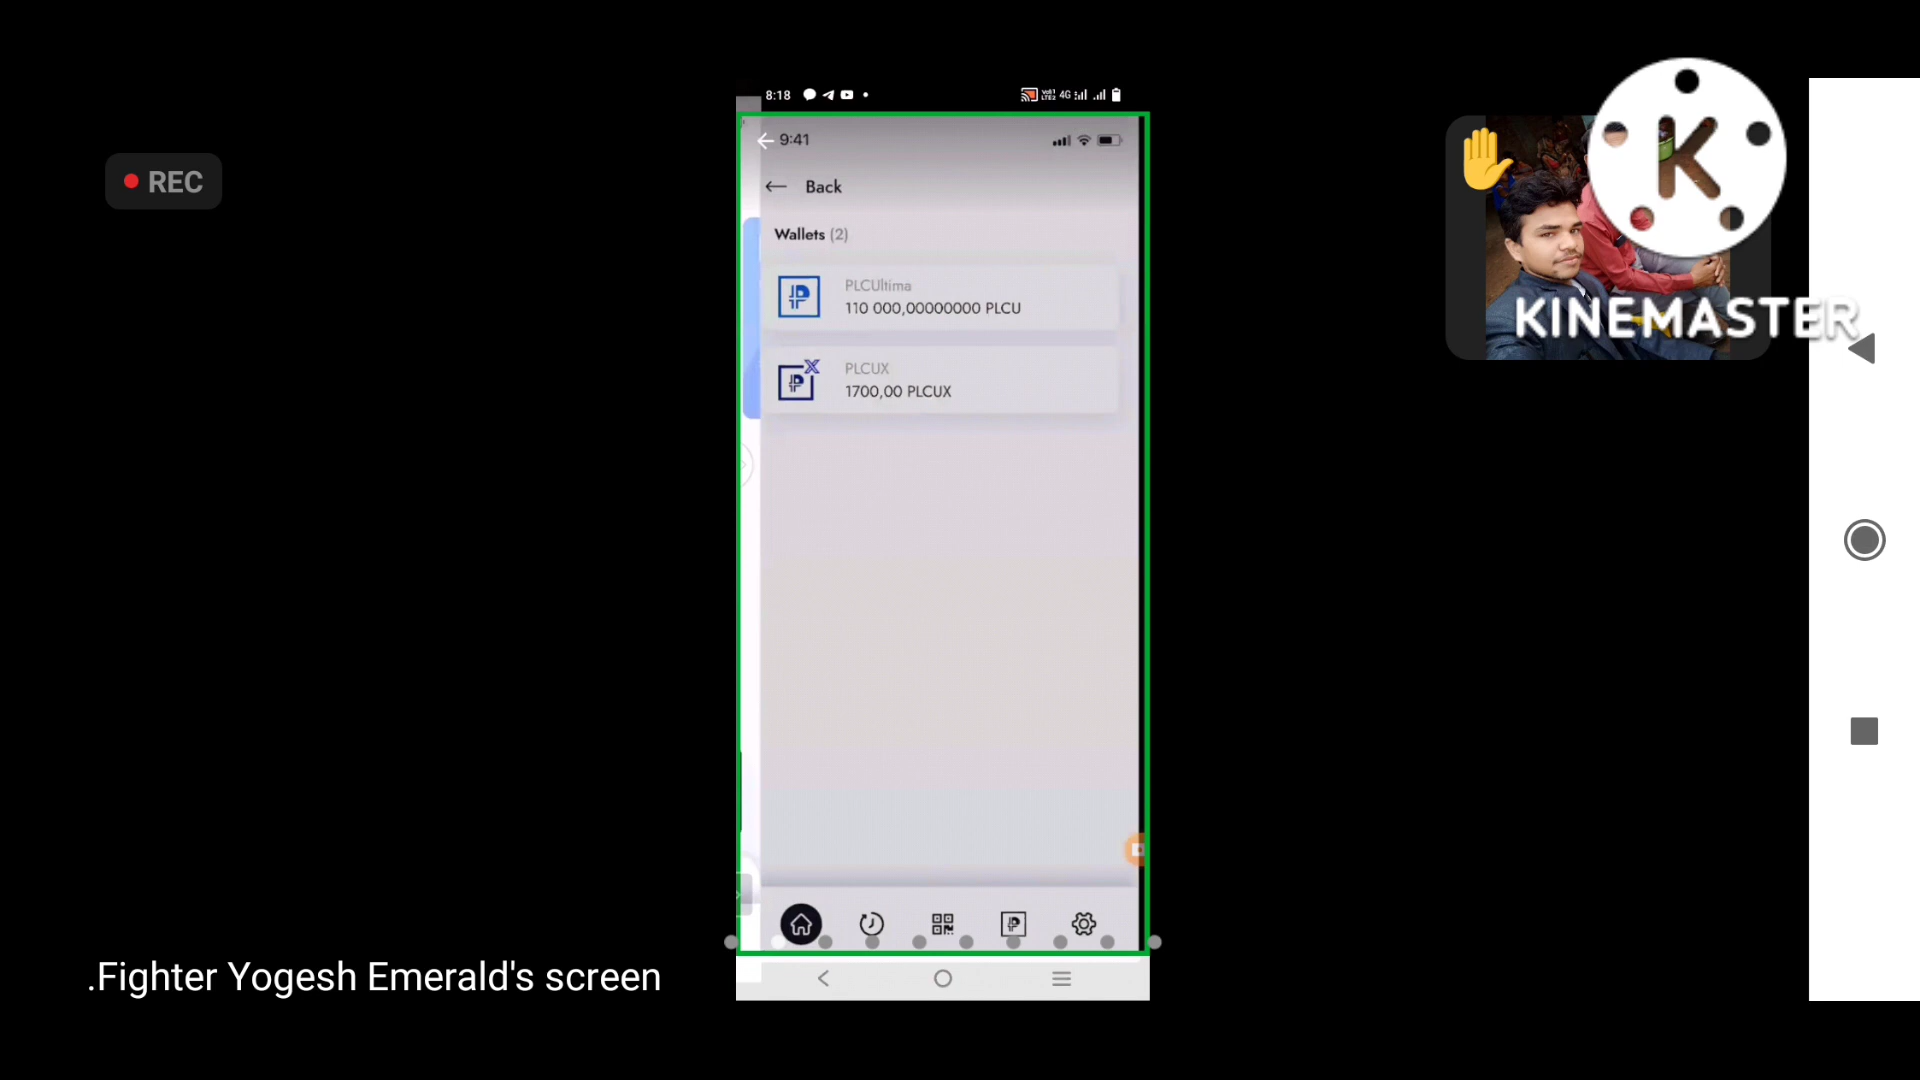 8:18
4G
9:41
Back
Wallets (2)
PLCUltima
110 000,00000000 PLCU
PLCUX
1700,00 PLCUX
REC
K
KINEMASTER
.Fighter Yogesh Emerald's screen